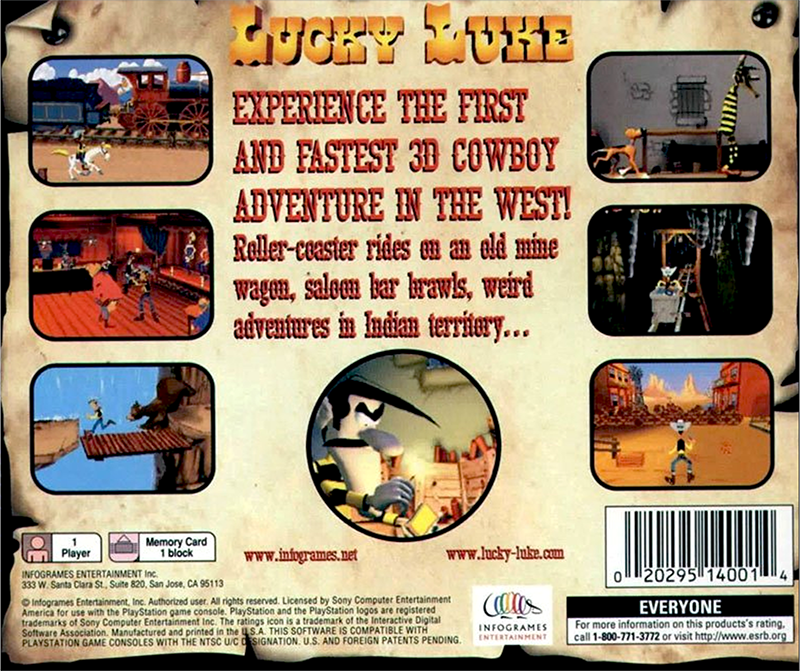 LUCKY LUKE
EXPERIENCE THE FIRST
AND FASTEST 3D COWBOY
ADVENTURE IN THE WEST!
Roller-coaster rides on an old mine
wagon, saloon bar brawls, weird
adventures in Indian territory...
1
Player
Memory Card
1 block
www.infogrames.net
www.lucky-luke.com
INFOGRAMES ENTERTAINMENT Inc.
333 W. Santa Clara St., Suite 820, San Jose, CA 95113
© Infogrames Entertainment, Inc. Authorized user. All rights reserved. Licensed by Sony Computer Entertainment
America for use with the PlayStation game console. PlayStation and the PlayStation logos are registered
trademarks of Sony Computer Entertainment Inc. The ratings icon is a trademark of the Interactive Digital
Software Association. Manufactured and printed in the U.S.A. THIS SOFTWARE IS COMPATIBLE WITH
PLAYSTATION GAME CONSOLES WITH THE NTSC U/C DESIGNATION. U.S. AND FOREIGN PATENTS PENDING.
INFOGRAMES
ENTERTAINMENT
0 20295 14001 4
EVERYONE
For more information on this products's rating,
call 1-800-771-3772 or visit http://www.esrb.org